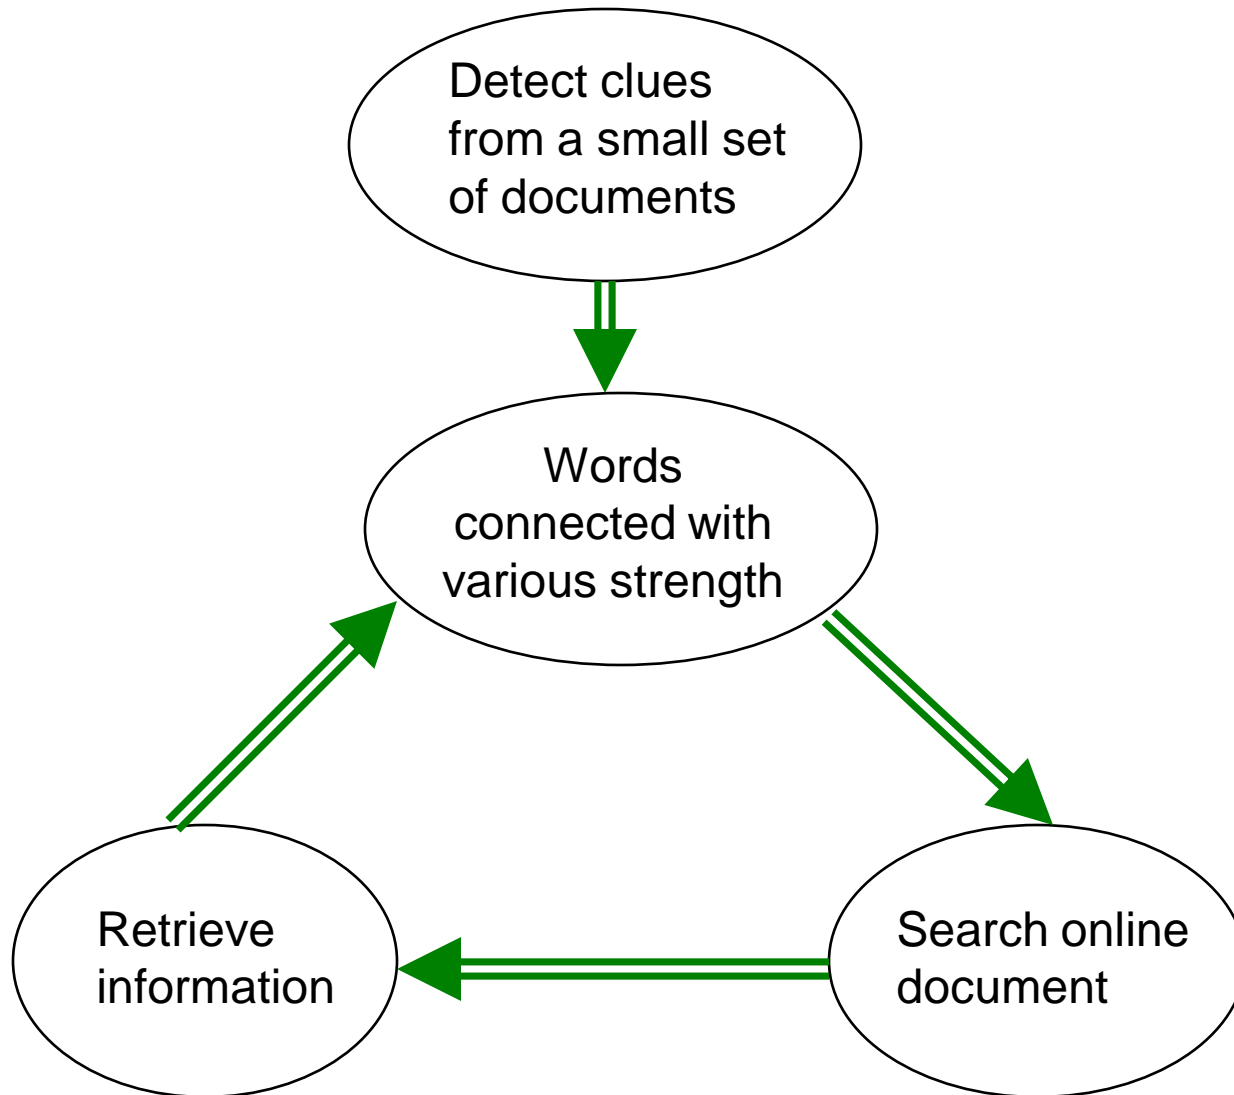 Detect clues
from a small set
of documents
Words
connected with
various strength
Retrieve
information
Search online
document